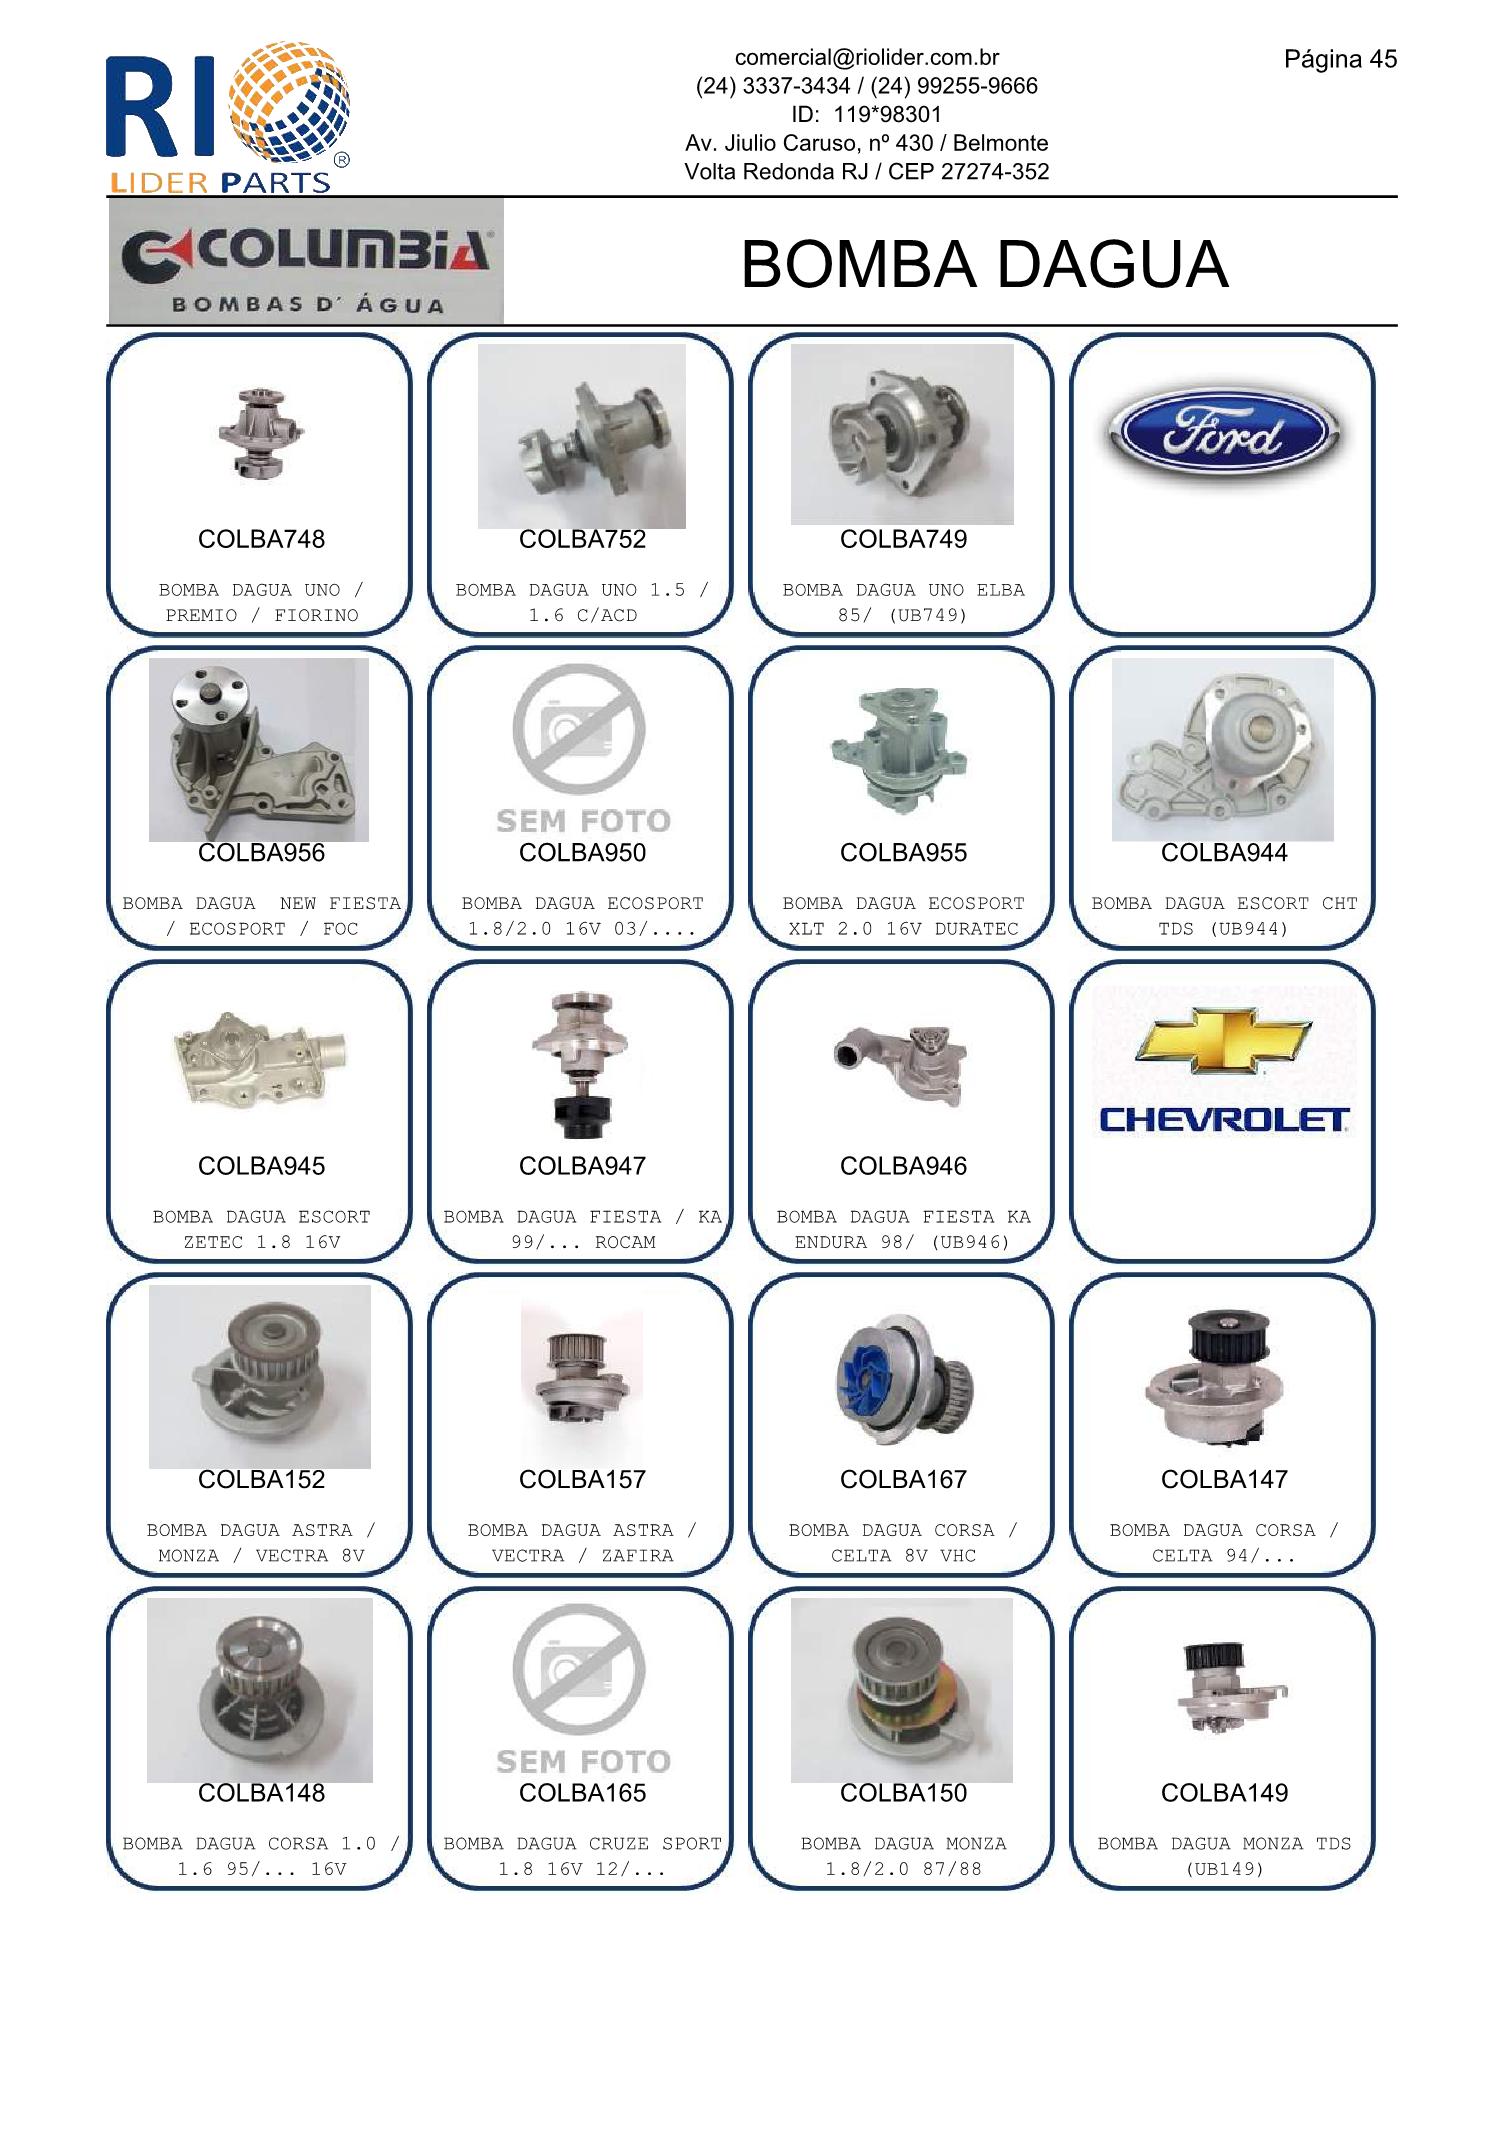 RIO
®
LIDER PARTS
comercial@riolider.com.br
(24) 3337-3434 / (24) 99255-9666
ID: 119*98301
Av. Jiulio Caruso, nº 430 / Belmonte
Volta Redonda RJ / CEP 27274-352
Página 45
COLUMBiA
BOMBAS D' ÁGUA
BOMBA DAGUA
COLBA748
BOMBA DAGUA UNO /
PREMIO / FIORINO
COLBA752
BOMBA DAGUA UNO 1.5 /
1.6 C/ACD
COLBA749
BOMBA DAGUA UNO ELBA
85/ (UB749)
Ford
COLBA956
BOMBA DAGUA  NEW FIESTA
/ ECOSPORT / FOC
SEM FOTO
COLBA950
BOMBA DAGUA ECOSPORT
1.8/2.0 16V 03/....
COLBA955
BOMBA DAGUA ECOSPORT
XLT 2.0 16V DURATEC
COLBA944
BOMBA DAGUA ESCORT CHT
TDS (UB944)
COLBA945
BOMBA DAGUA ESCORT
ZETEC 1.8 16V
COLBA947
BOMBA DAGUA FIESTA / KA
99/... ROCAM
COLBA946
BOMBA DAGUA FIESTA KA
ENDURA 98/ (UB946)
CHEVROLET
COLBA152
BOMBA DAGUA ASTRA /
MONZA / VECTRA 8V
COLBA157
BOMBA DAGUA ASTRA /
VECTRA / ZAFIRA
COLBA167
BOMBA DAGUA CORSA /
CELTA 8V VHC
COLBA147
BOMBA DAGUA CORSA /
CELTA 94/...
COLBA148
BOMBA DAGUA CORSA 1.0 /
1.6 95/... 16V
SEM FOTO
COLBA165
BOMBA DAGUA CRUZE SPORT
1.8 16V 12/...
COLBA150
BOMBA DAGUA MONZA
1.8/2.0 87/88
COLBA149
BOMBA DAGUA MONZA TDS
(UB149)